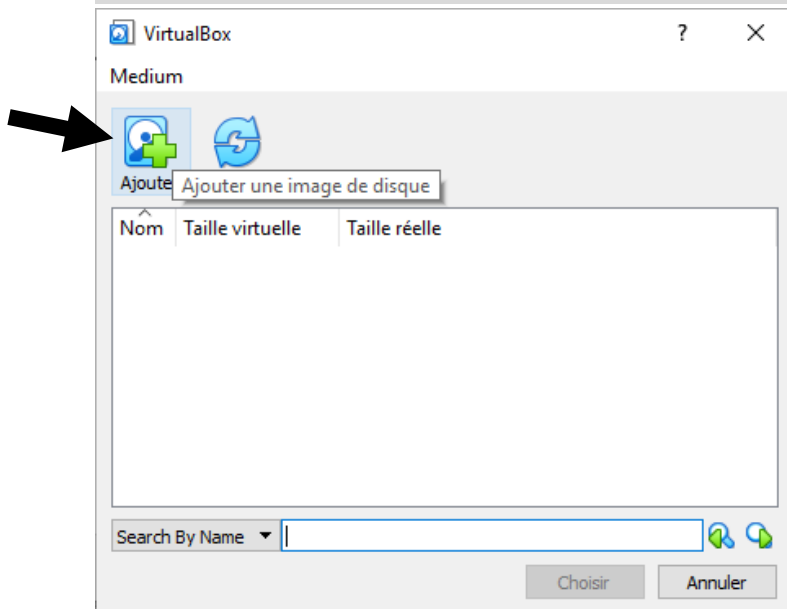 VirtualBox ?
Medium
Ajoute
Ajouter une image de disque
Nom Taille virtuelle Taille réelle
Search By Name
Choisir Annuler